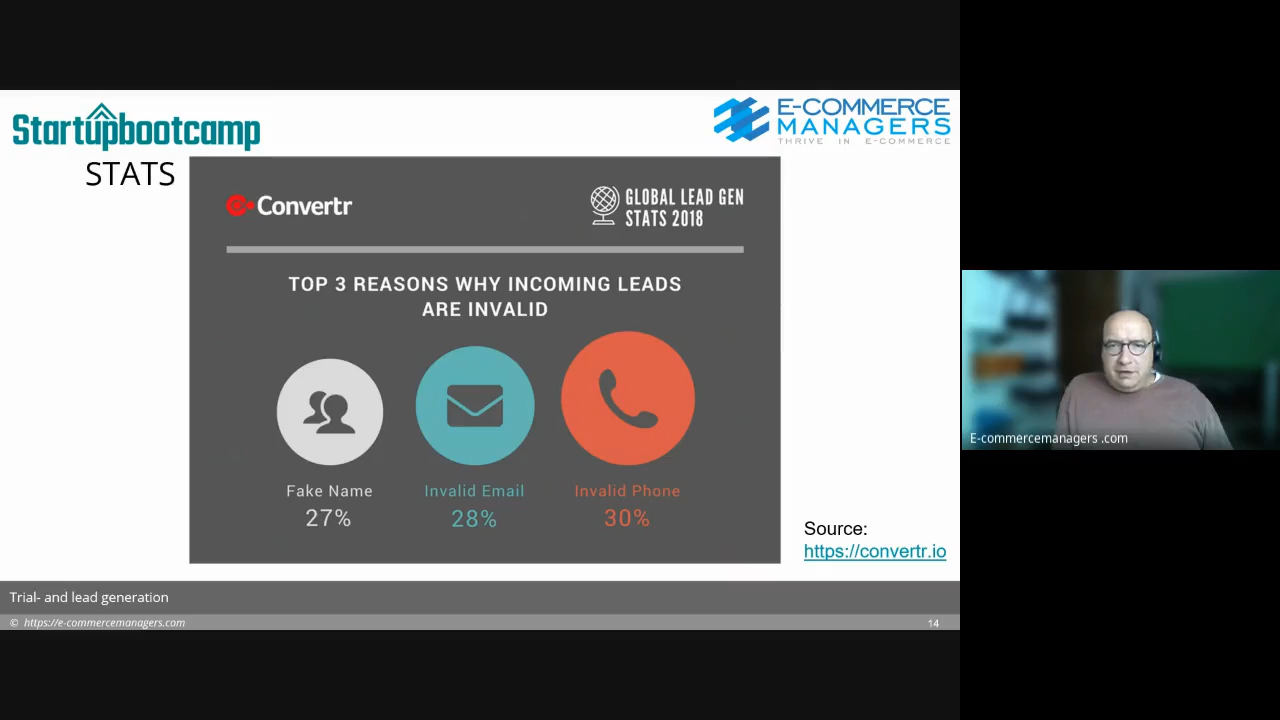 Startupbootcamp
E-COMMERCE
MANAGERS
THRIVE IN E-COMMERCE
STATS
Convertr
GLOBAL LEAD GEN
STATS 2018
TOP 3 REASONS WHY INCOMING LEADS
ARE INVALID
Fake Name
27%
Invalid Email
28%
Invalid Phone
30%
Source:
https://convertr.io
Trial- and lead generation
© https://e-commercemanagers.com
14
E-commercemanagers .com